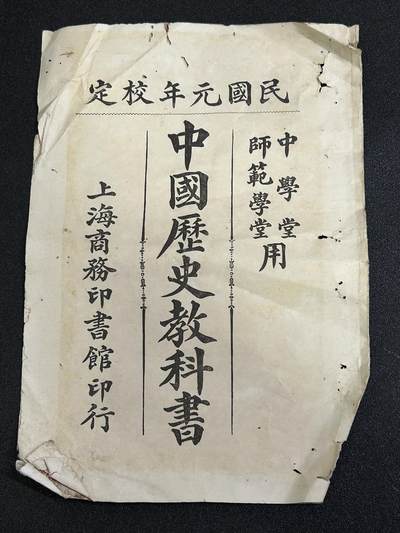 民國元年校定
中學堂
師範學堂
用
中國歷史教科書
上海商務印書館印行